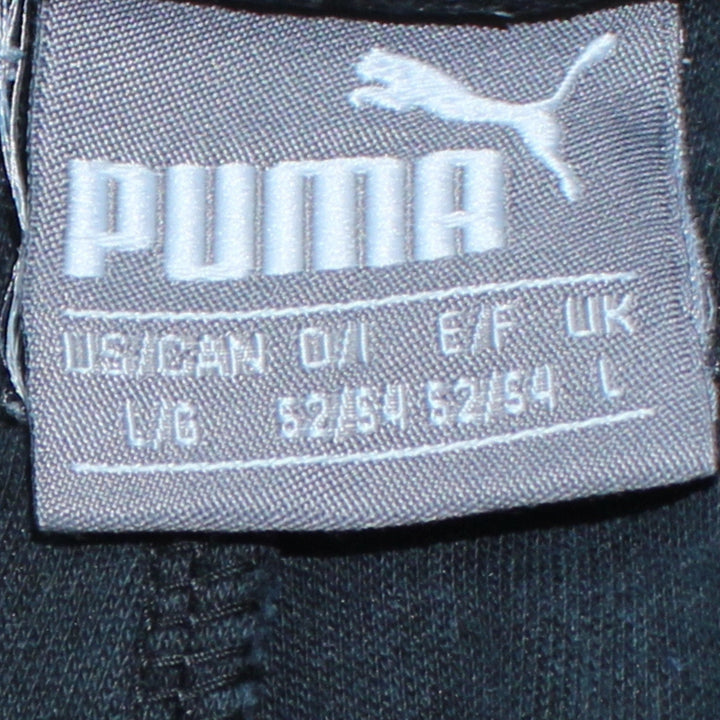 PUMA
US/CAN D/I E/F UK
L/G 52/54 52/54 L